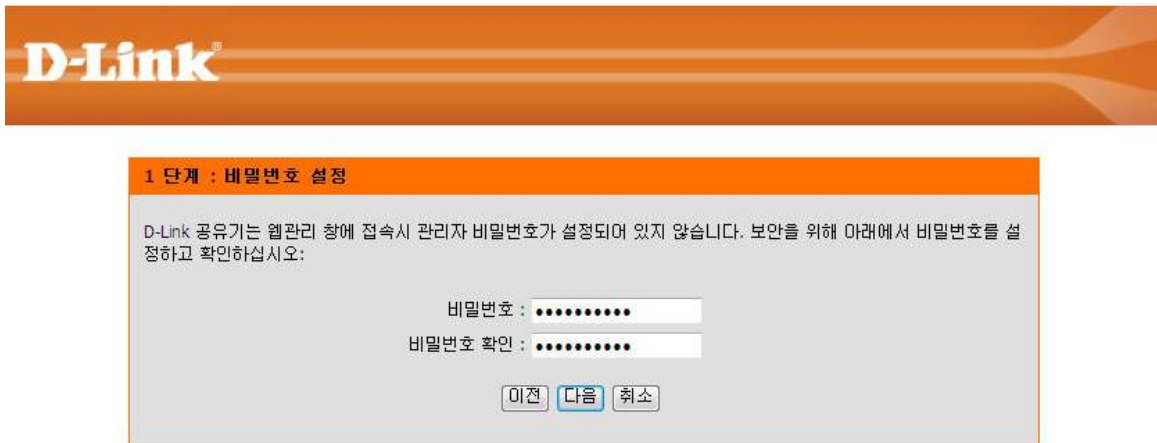 D-Link®
1 단계 : 비밀번호 설정
D-Link 공유기는 웹관리 창에 접속시 관리자 비밀번호가 설정되어 있지 않습니다. 보안을 위해 아래에서 비밀번호를 설
정하고 확인하십시오:
비밀번호 : ••••••••••
비밀번호 확인 : ••••••••••
이전 다음 취소